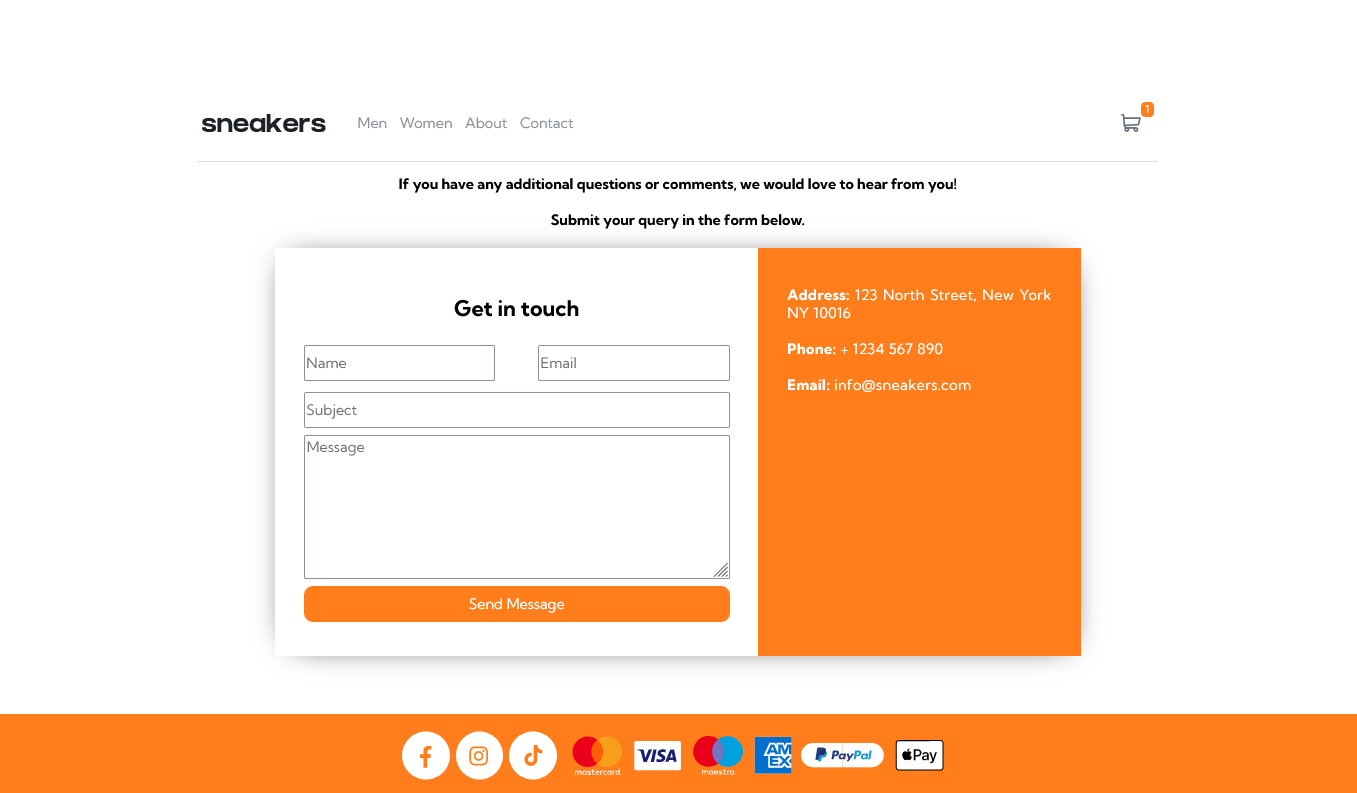 sneakers Men Women About Contact 1
If you have any additional questions or comments, we would love to hear from you!
Submit your query in the form below.
Get in touch
Name Email
Subject
Message
Send Message
Address: 123 North Street, New York
NY 10016
Phone: + 1234 567 890
Email: info@sneakers.com
mastercard. VISA maestro. AM EX PayPal Pay